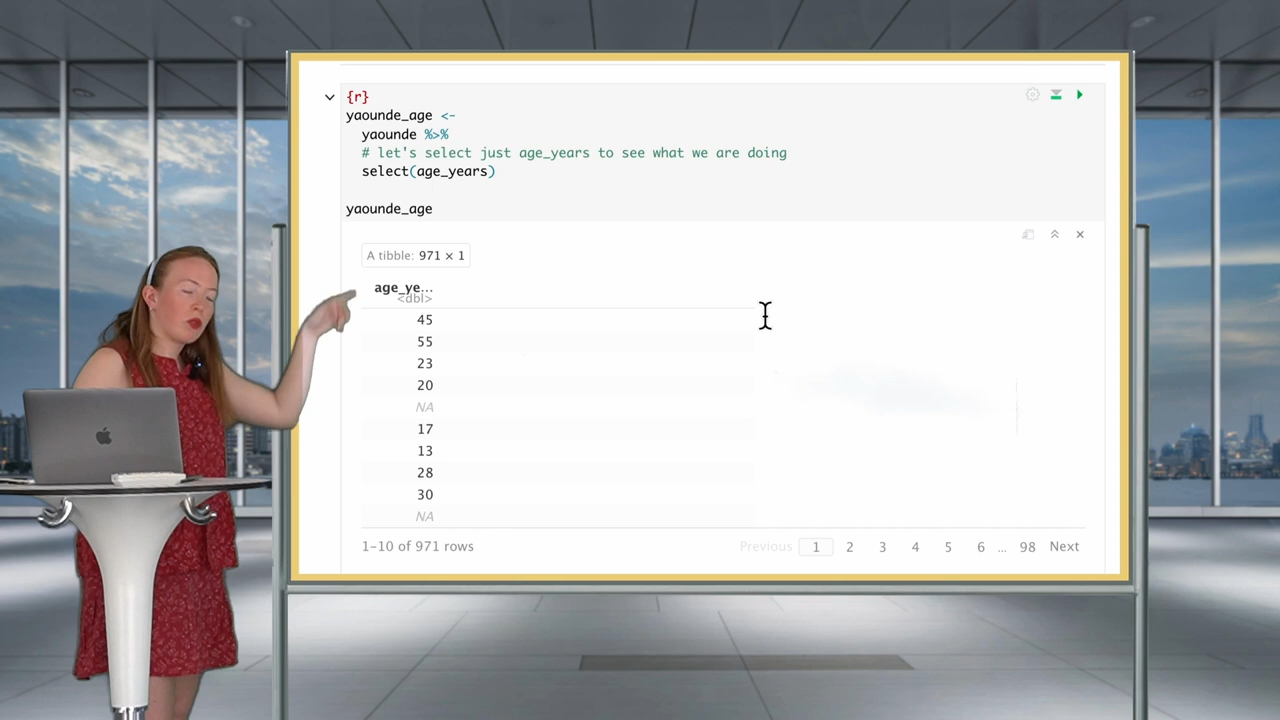 {r}
yaounde_age <-
yaounde %>%
# let's select just age_years to see what we are doing
select(age_years)
yaounde_age
A tibble: 971 × 1
age_ye...
<dbl>
45
55
23
20
NA
17
13
28
30
NA
1-10 of 971 rows Previous 1 2 3 4 5 6 ... 98 Next